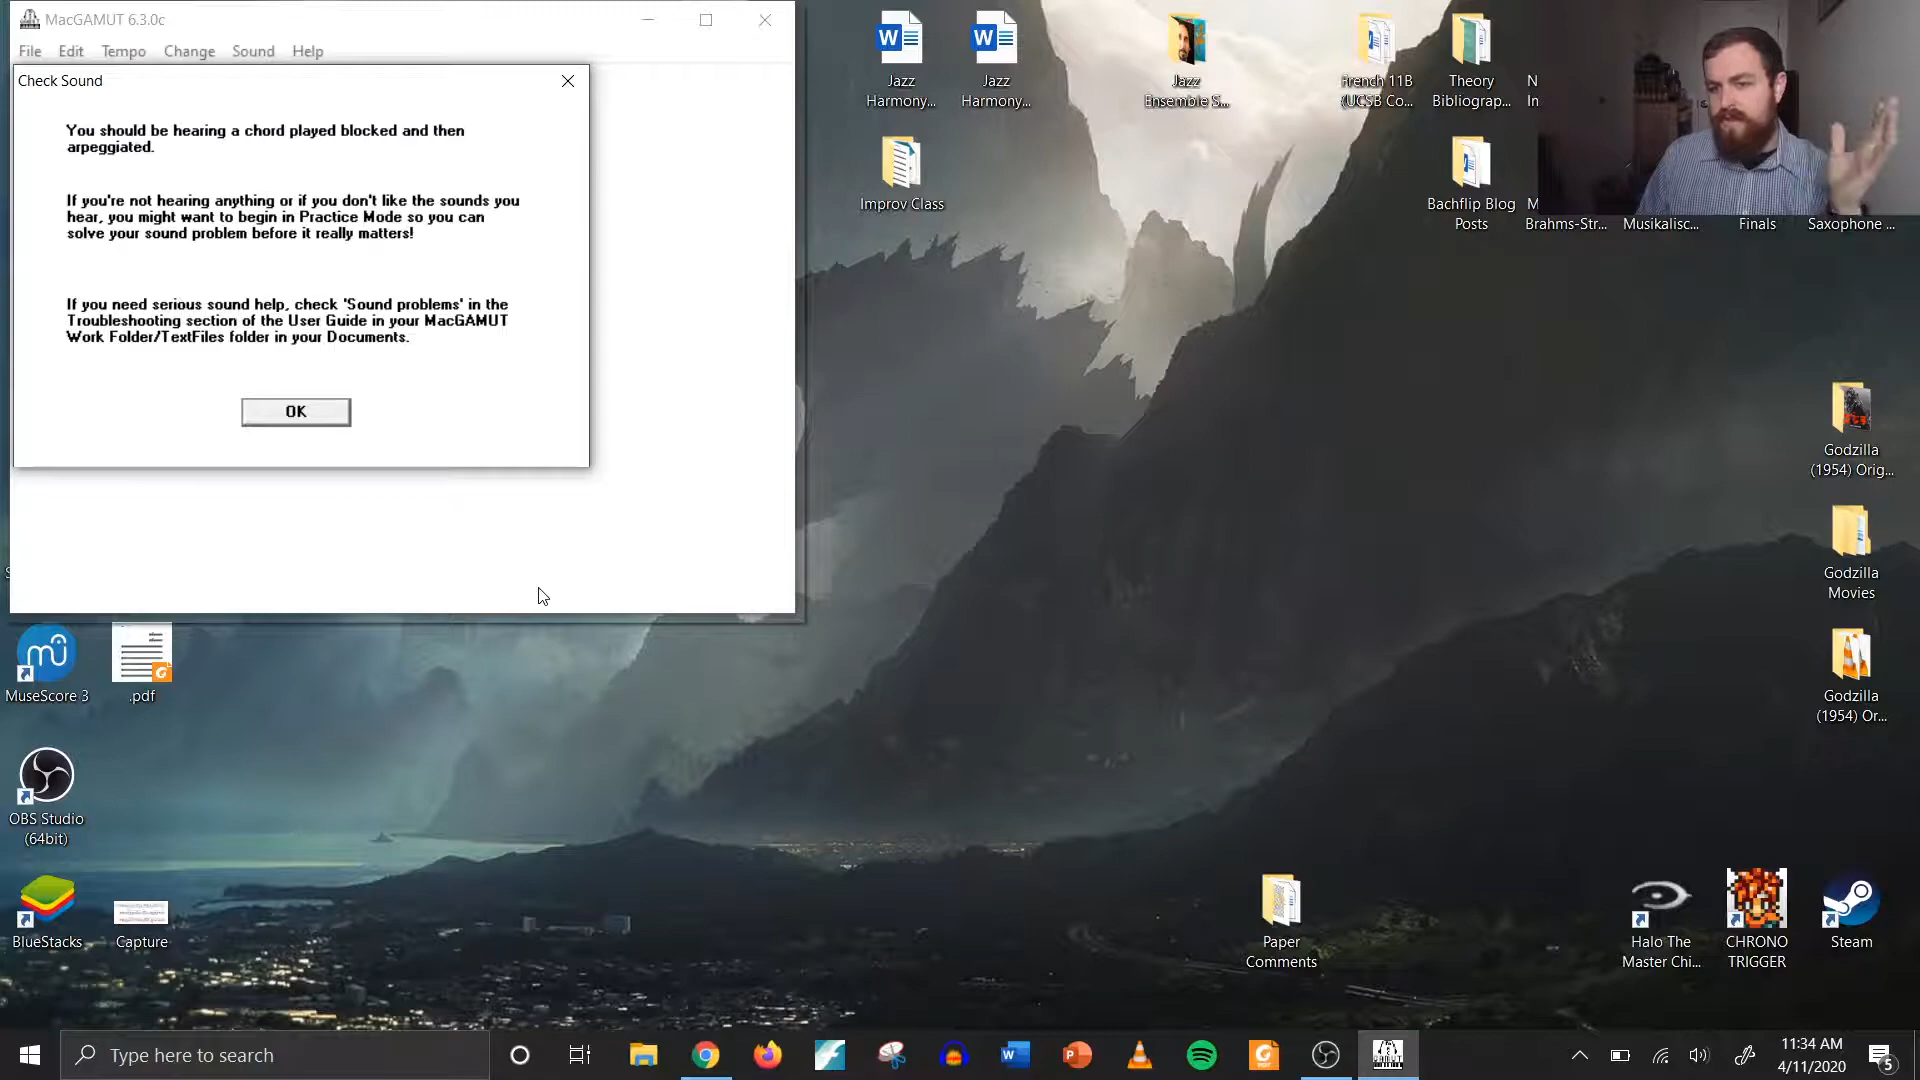 MacGAMUT 6.3.0c
File Edit Tempo Change Sound Help
Check Sound
You should be hearing a chord played blocked and then
arpeggiated.
If you're not hearing anything or if you don't like the sounds you
hear, you might want to begin in Practice Mode so you can
solve your sound problem before it really matters!
If you need serious sound help, check 'Sound problems' in the
Troubleshooting section of the User Guide in your MacGAMUT
Work Folder/TextFiles folder in your Documents.
OK
Jazz
Harmony...
Jazz
Harmony...
Jazz
Ensemble S...
French 11B
(UCSB Co...
Theory
Bibliograp...
N
In
Improv Class
Bachflip Blog
Posts
M
Brahms-Str...
Musikalisc...
Finals
Saxophone ...
Godzilla
(1954) Orig...
Godzilla
Movies
Godzilla
(1954) Or...
MuseScore 3
.pdf
OBS Studio
(64bit)
BlueStacks
Capture
Paper
Comments
Halo The
Master Chi...
CHRONO
TRIGGER
Steam
Type here to search
11:34 AM
4/11/2020
5